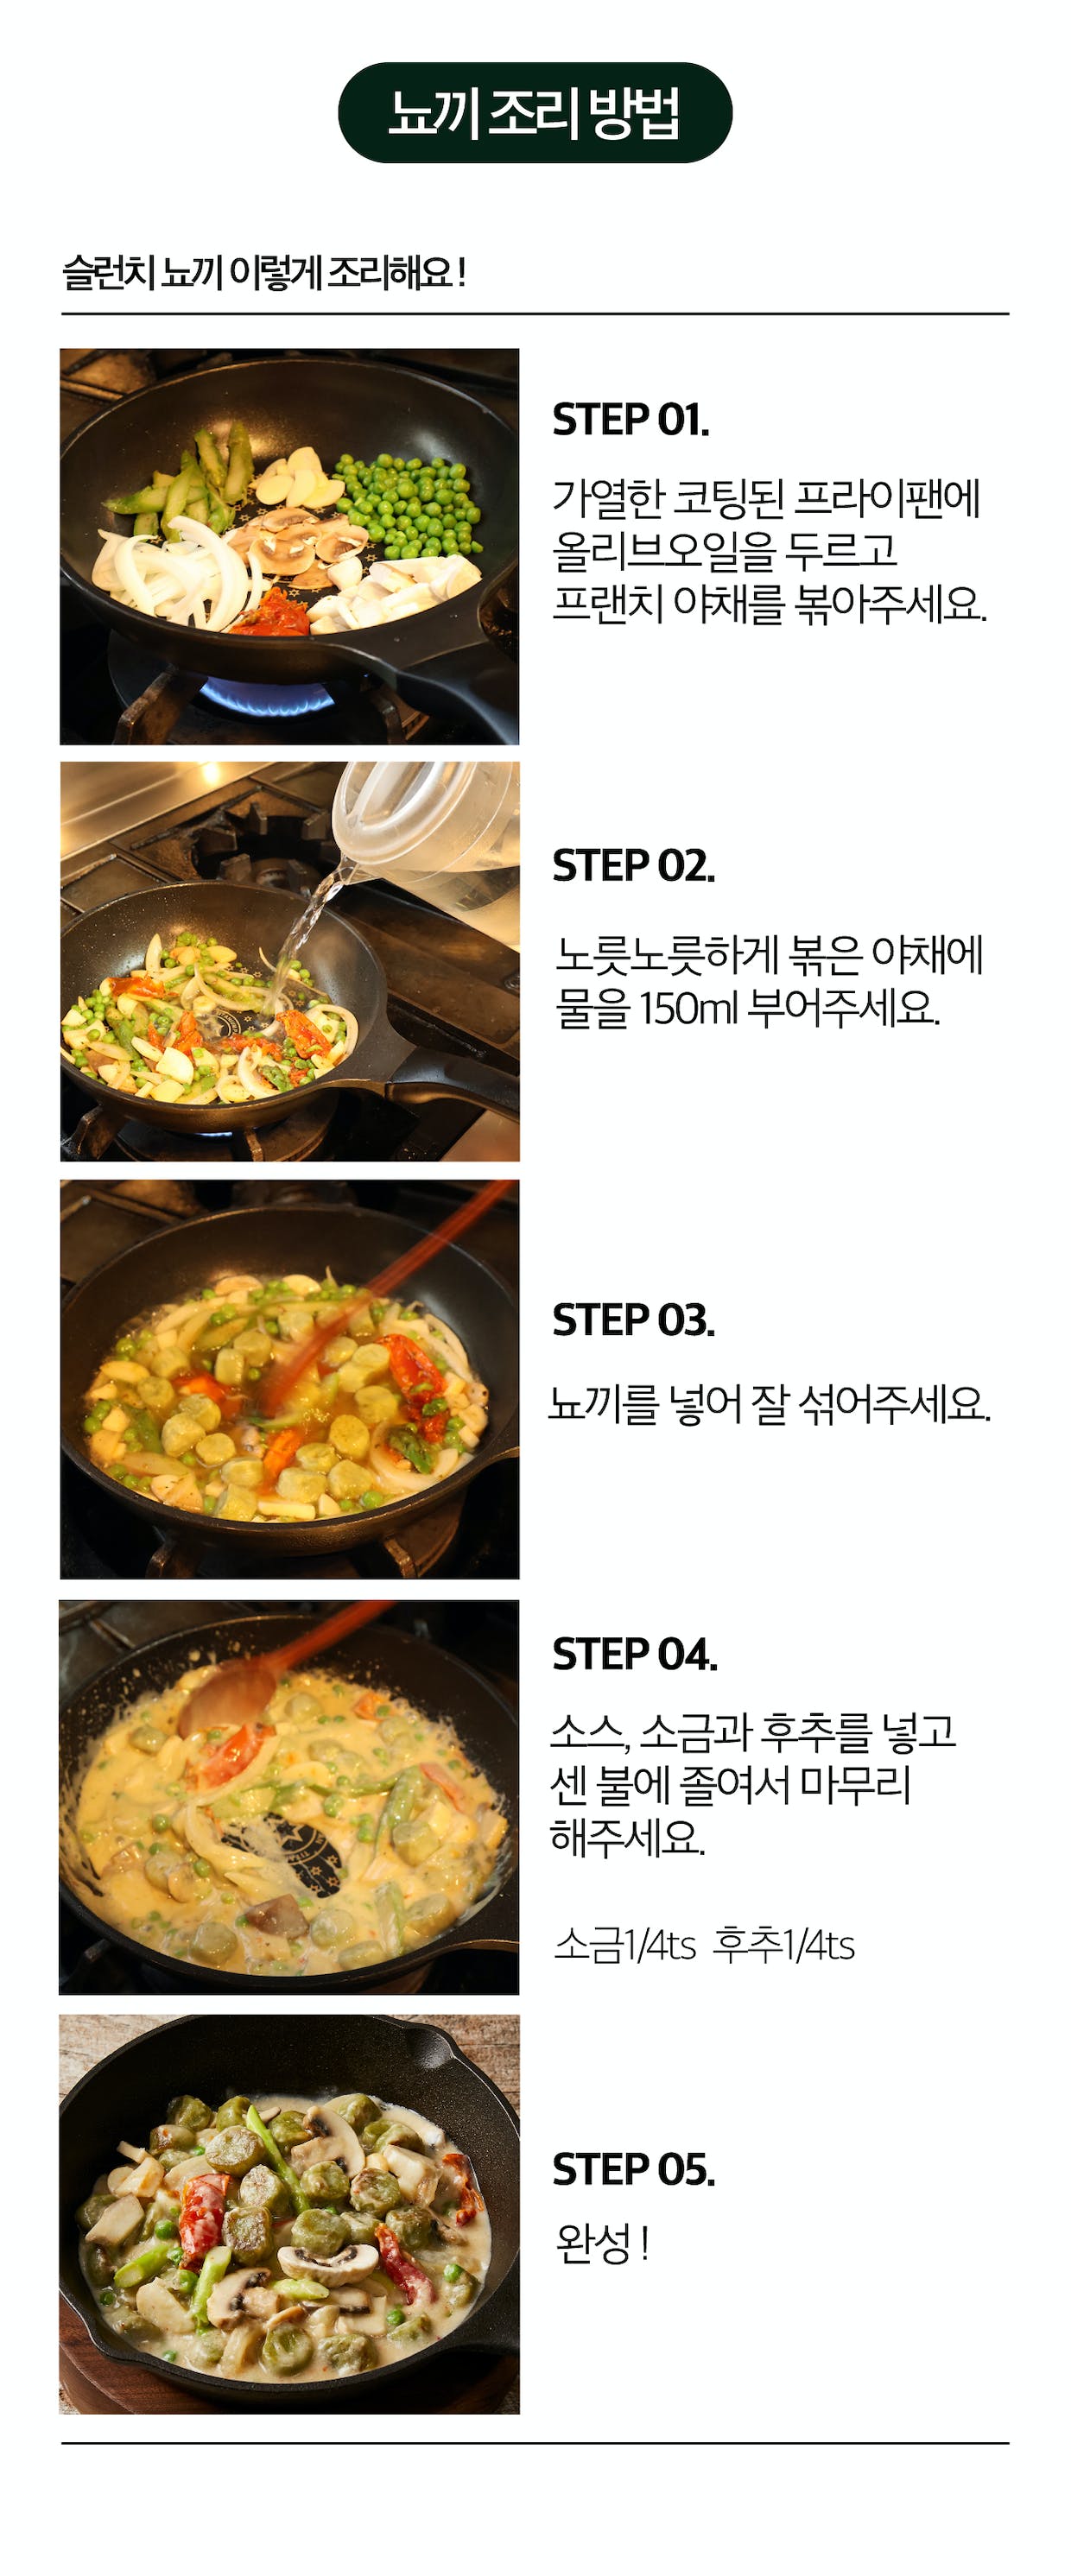 뇨끼 조리 방법
슬런치 뇨끼 이렇게 조리해요 !
STEP 01.
가열한 코팅된 프라이팬에
올리브오일을 두르고
프랜치 야채를 볶아주세요.
STEP 02.
노릇노릇하게 볶은 야채에
물을 150ml 부어주세요.
STEP 03.
뇨끼를 넣어 잘 섞어주세요.
STEP 04.
소스, 소금과 후추를 넣고
센 불에 졸여서 마무리
해주세요.
소금1/4ts 후추1/4ts
STEP 05.
완성 !